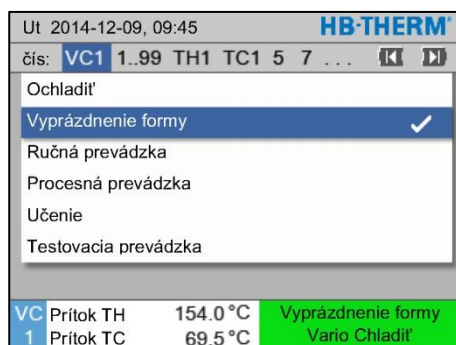 Ut 2014-12-09, 09:45 HB-THERM®
čís: VC1 1..99 TH1 TC1 5 7 ...
Ochladiť
Vyprázdnenie formy
Ručná prevádzka
Procesná prevádzka
Učenie
Testovacia prevádzka
VC Prítok TH 154.0 °C Vyprázdnenie formy
1 Prítok TC 69.5 °C Vario Chladiť